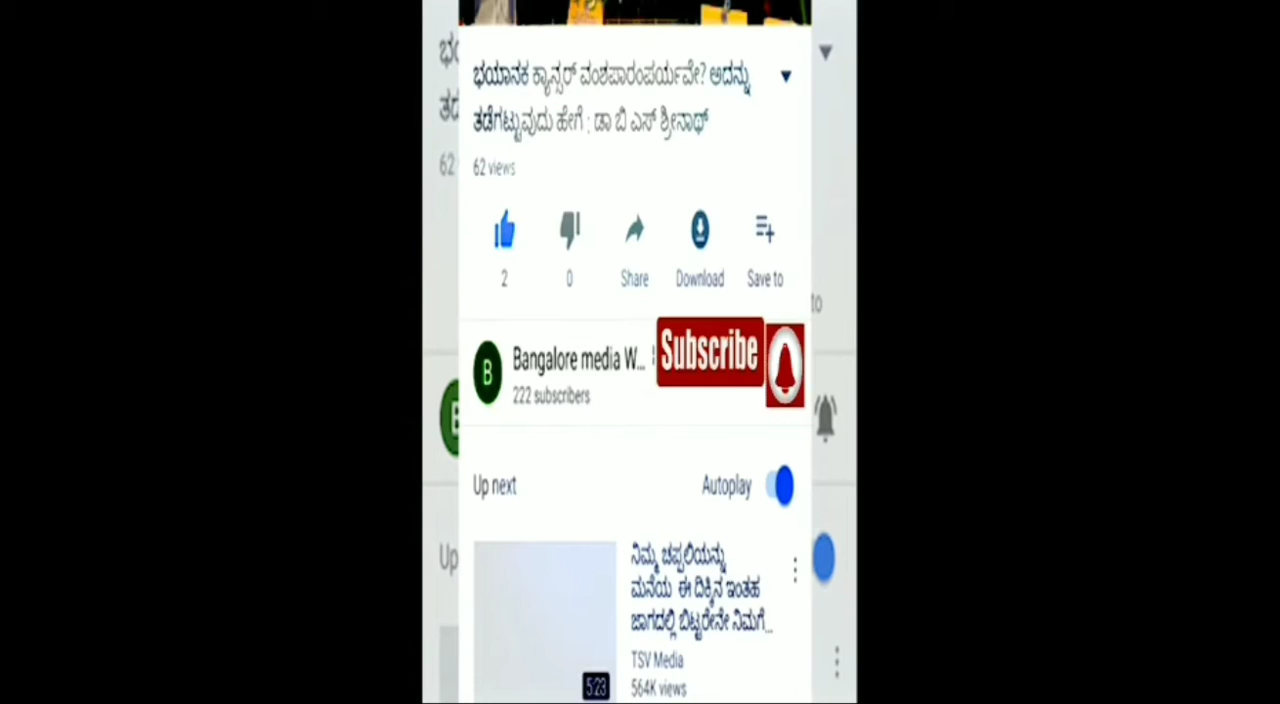 ಭಯಾನಕ ಕ್ಯಾನ್ಸರ್ ವಂಶಪಾರಂಪರ್ಯವೇ? ಅದನ್ನು
ತಡೆಗಟ್ಟುವುದು ಹೇಗೆ ; ಡಾ ಬಿ ಎಸ್ ಶ್ರೀನಾಥ್
62 views
2
0
Share
Download
Save to
Bangalore media W...
Subscribe
222 subscribers
Up next
Autoplay
ನಿಮ್ಮ ಚಪ್ಪಲಿಯನ್ನು
ಮನೆಯ ಈ ದಿಕ್ಕಿನ ಇಂತಹ
ಜಾಗದಲ್ಲಿ ಬಿಟ್ಟರೇನೇ ನಿಮಗೆ...
TSV Media
5:23
564K views